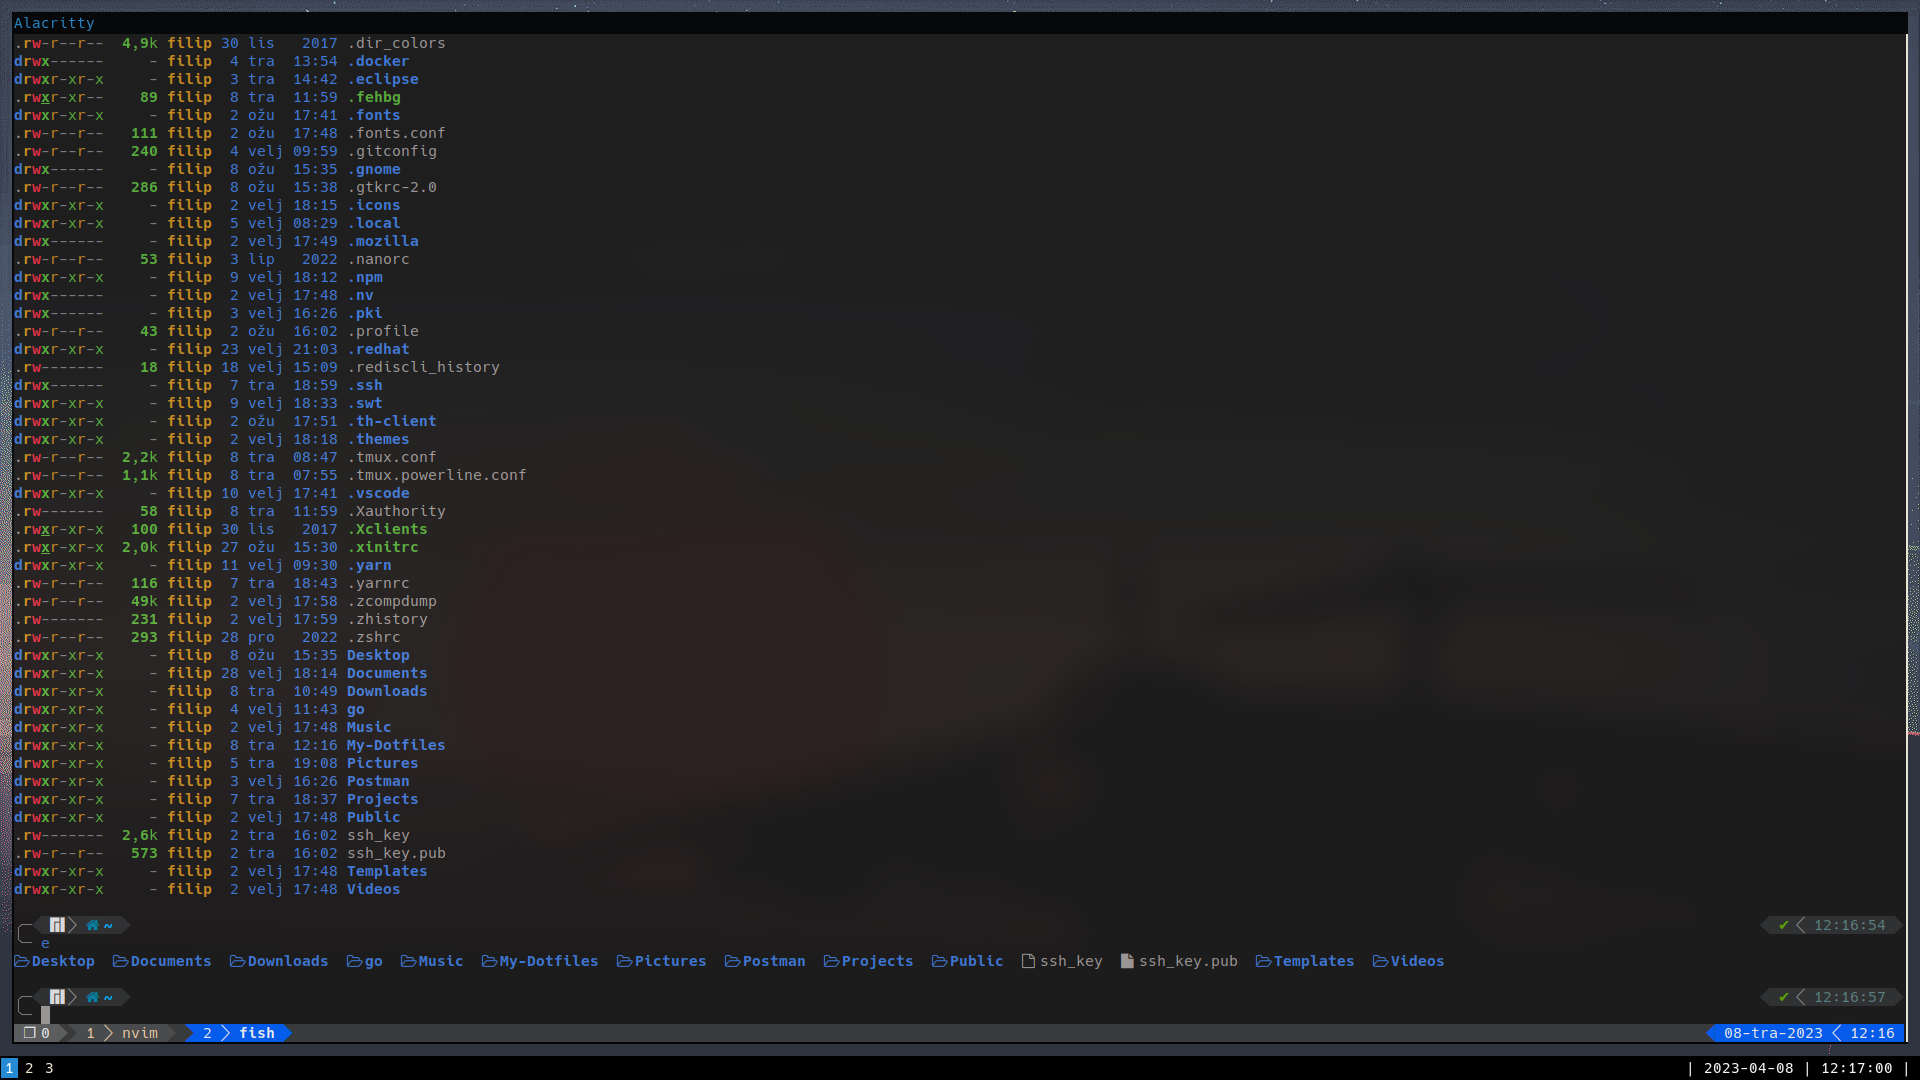 Alacritty
.rw-r--r--  4,9k filip 30 lis   2017 .dir_colors
drwx------     - filip  4 tra  13:54 .docker
drwxr-xr-x     - filip  3 tra  14:42 .eclipse
.rwxr-xr--    89 filip  8 tra  11:59 .fehbg
drwxr-xr-x     - filip  2 ožu  17:41 .fonts
.rw-r--r--   111 filip  2 ožu  17:48 .fonts.conf
.rw-r--r--   240 filip  4 velj 09:59 .gitconfig
drwx------     - filip  8 ožu  15:35 .gnome
.rw-r--r--   286 filip  8 ožu  15:38 .gtkrc-2.0
drwxr-xr-x     - filip  2 velj 18:15 .icons
drwxr-xr-x     - filip  5 velj 08:29 .local
drwx------     - filip  2 velj 17:49 .mozilla
.rw-r--r--    53 filip  3 lip   2022 .nanorc
drwxr-xr-x     - filip  9 velj 18:12 .npm
drwx------     - filip  2 velj 17:48 .nv
drwx------     - filip  3 velj 16:26 .pki
.rw-r--r--    43 filip  2 ožu  16:02 .profile
drwxr-xr-x     - filip 23 velj 21:03 .redhat
.rw-------    18 filip 18 velj 15:09 .rediscli_history
drwx------     - filip  7 tra  18:59 .ssh
drwxr-xr-x     - filip  9 velj 18:33 .swt
drwxr-xr-x     - filip  2 ožu  17:51 .th-client
drwxr-xr-x     - filip  2 velj 18:18 .themes
.rw-r--r--  2,2k filip  8 tra  08:47 .tmux.conf
.rw-r--r--  1,1k filip  8 tra  07:55 .tmux.powerline.conf
drwxr-xr-x     - filip 10 velj 17:41 .vscode
.rw-------    58 filip  8 tra  11:59 .Xauthority
.rwxr-xr-x   100 filip 30 lis   2017 .Xclients
.rwxr-xr-x  2,0k filip 27 ožu  15:30 .xinitrc
drwxr-xr-x     - filip 11 velj 09:30 .yarn
.rw-r--r--   116 filip  7 tra  18:43 .yarnrc
.rw-r--r--   49k filip  2 velj 17:58 .zcompdump
.rw-------   231 filip  2 velj 17:59 .zhistory
.rw-r--r--   293 filip 28 pro   2022 .zshrc
drwxr-xr-x     - filip  8 ožu  15:35 Desktop
drwxr-xr-x     - filip 28 velj 18:14 Documents
drwxr-xr-x     - filip  8 tra  10:49 Downloads
drwxr-xr-x     - filip  4 velj 11:43 go
drwxr-xr-x     - filip  2 velj 17:48 Music
drwxr-xr-x     - filip  8 tra  12:16 My-Dotfiles
drwxr-xr-x     - filip  5 tra  19:08 Pictures
drwxr-xr-x     - filip  3 velj 16:26 Postman
drwxr-xr-x     - filip  7 tra  18:37 Projects
drwxr-xr-x     - filip  2 velj 17:48 Public
.rw-------  2,6k filip  2 tra  16:02 ssh_key
.rw-r--r--   573 filip  2 tra  16:02 ssh_key.pub
drwxr-xr-x     - filip  2 velj 17:48 Templates
drwxr-xr-x     - filip  2 velj 17:48 Videos
~ ✔ 12:16:54
e
Desktop Documents Downloads go Music My-Dotfiles Pictures Postman Projects Public ssh_key ssh_key.pub Templates Videos
~ ✔ 12:16:57
0 1 nvim 2 fish 08-tra-2023 12:16
1 2 3 | 2023-04-08 | 12:17:00 |